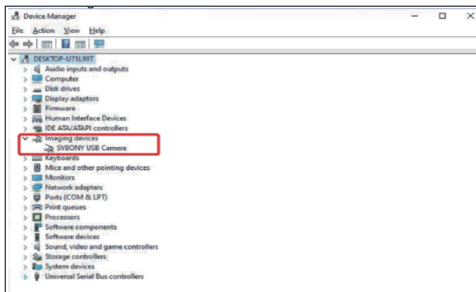 Device Manager
File Action View Help
DESKTOP-U71L99T
Audio inputs and outputs
Computer
Disk drives
Display adaptors
Firmware
Human Interface Devices
IDE ATA/ATAPI controllers
Imaging devices
SVBONY USB Camera
Keyboards
Mice and other pointing devices
Monitors
Network adapters
Ports (COM & LPT)
Print queues
Processors
Software components
Software devices
Sound, video and game controllers
Storage controllers
System devices
Universal Serial Bus controllers